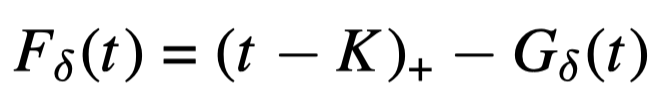 F_δ(t) = (t − K)_+ − G_δ(t)